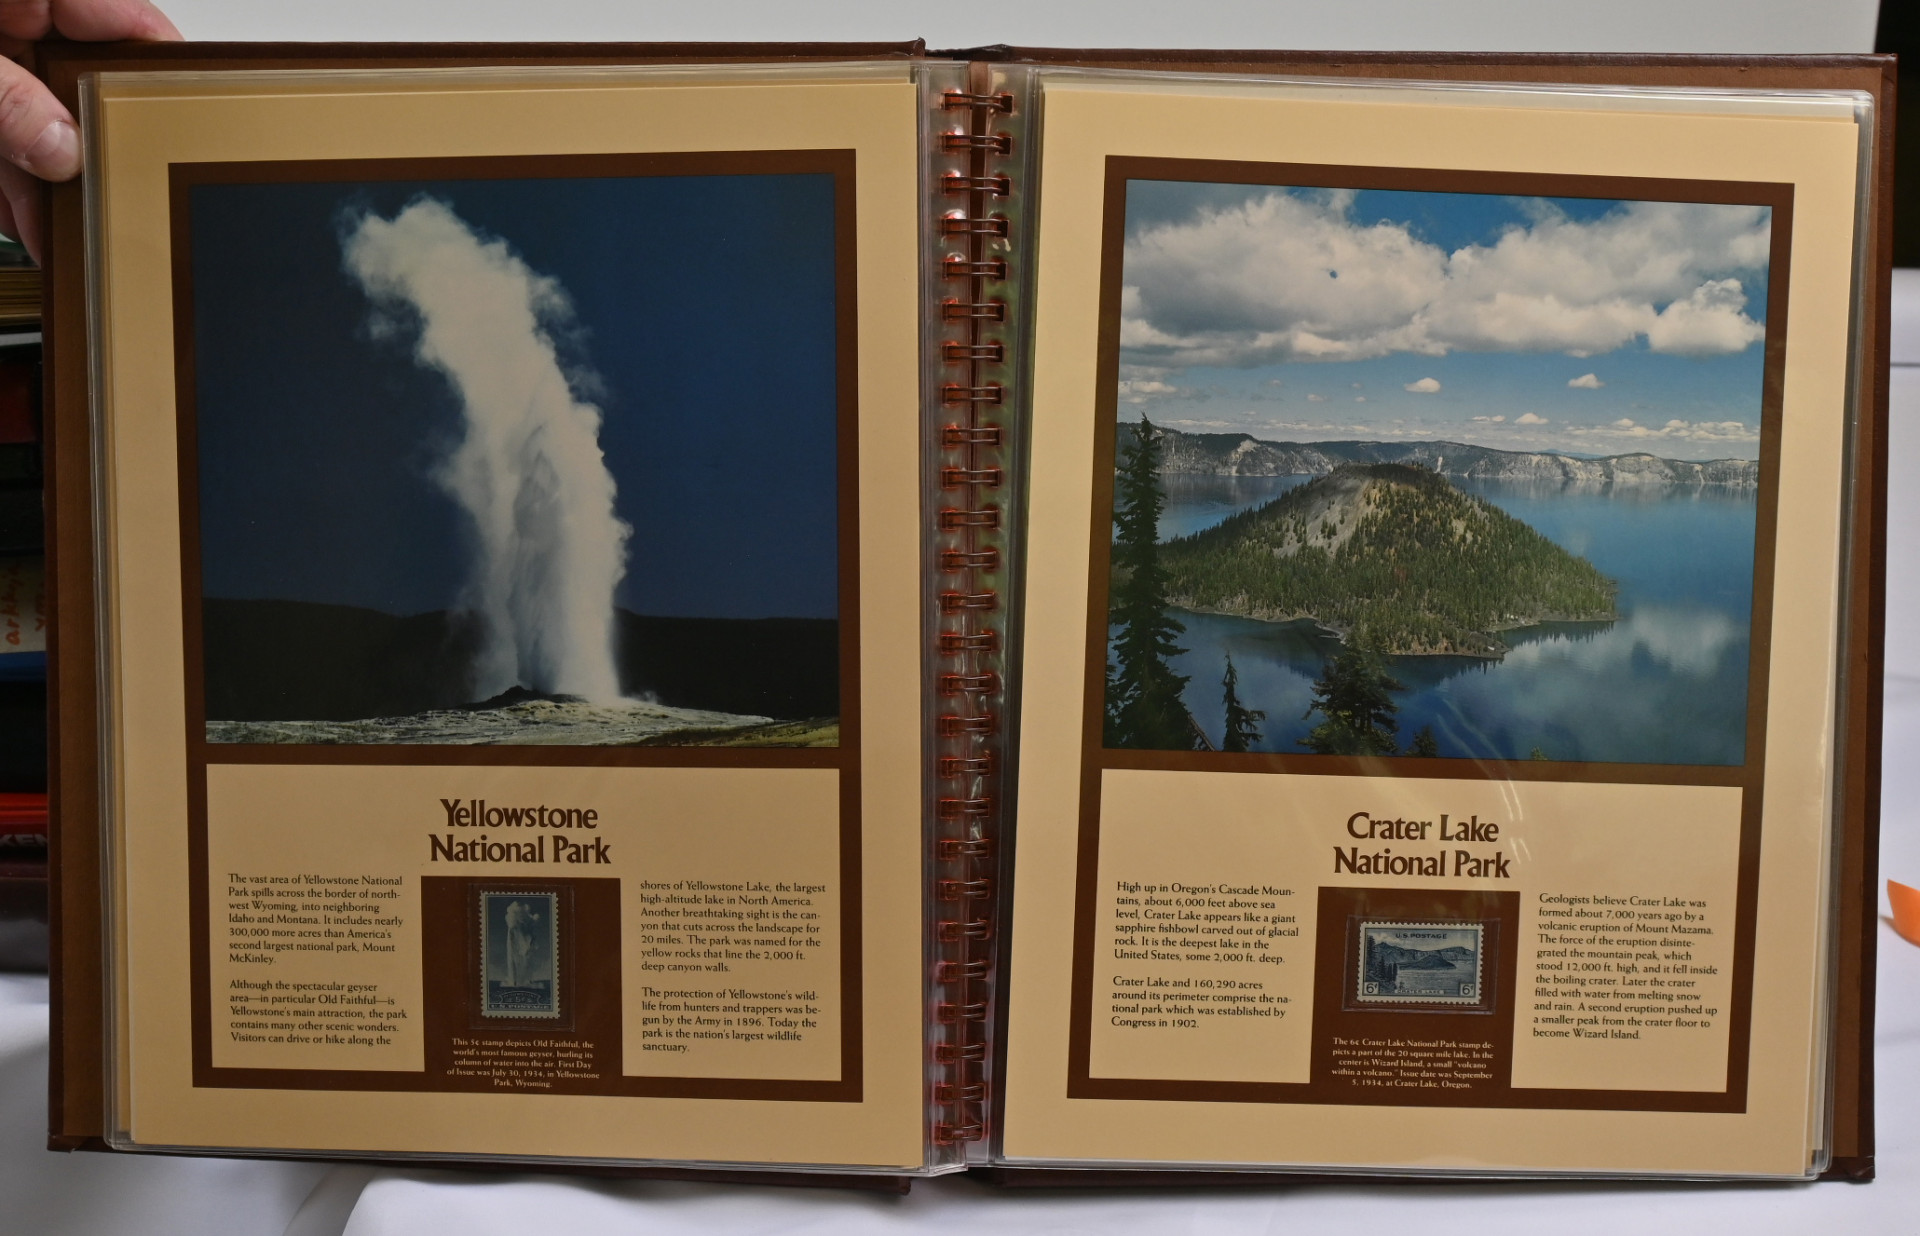 Yellowstone
National Park
The vast area of Yellowstone National
Park spills across the border of north-
west Wyoming, into neighboring
Idaho and Montana. It includes nearly
300,000 more acres than America's
second largest national park, Mount
McKinley.
Although the spectacular geyser
area—in particular Old Faithful—is
Yellowstone's main attraction, the park
contains many other scenic wonders.
Visitors can drive or hike along the
U.S. POSTAGE
This 5¢ stamp depicts Old Faithful, the
world's most famous geyser, hurling its
column of water into the air. First Day
of Issue was July 30, 1934, in Yellowstone
Park, Wyoming.
shores of Yellowstone Lake, the largest
high-altitude lake in North America.
Another breathtaking sight is the can-
yon that cuts across the landscape for
20 miles. The park was named for the
yellow rocks that line the 2,000 ft.
deep canyon walls.
The protection of Yellowstone's wild-
life from hunters and trappers was be-
gun by the Army in 1896. Today the
park is the nation's largest wildlife
sanctuary.
Crater Lake
National Park
High up in Oregon's Cascade Moun-
tains, about 6,000 feet above sea
level, Crater Lake appears like a giant
sapphire fishbowl carved out of glacial
rock. It is the deepest lake in the
United States, some 2,000 ft. deep.
Crater Lake and 160,290 acres
around its perimeter comprise the na-
tional park which was established by
Congress in 1902.
U.S. POSTAGE
6¢ CRATER LAKE 6¢
The 6¢ Crater Lake National Park stamp de-
picts a part of the 20 square mile lake. In the
center is Wizard Island, a small "volcano
within a volcano." Issue date was September
5, 1934, at Crater Lake, Oregon.
Geologists believe Crater Lake was
formed about 7,000 years ago by a
volcanic eruption of Mount Mazama.
The force of the eruption disinte-
grated the mountain peak, which
stood 12,000 ft. high, and it fell inside
the boiling crater. Later the crater
filled with water from melting snow
and rain. A second eruption pushed up
a smaller peak from the crater floor to
become Wizard Island.